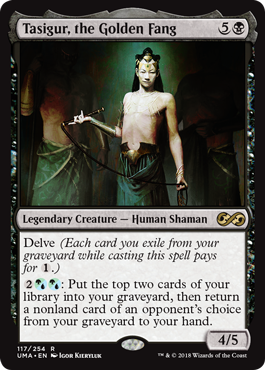 Tasigur, the Golden Fang 5
Legendary Creature — Human Shaman
Delve (Each card you exile from your
graveyard while casting this spell pays
for 1.)
2 : Put the top two cards of your
library into your graveyard, then return
a nonland card of an opponent's choice
from your graveyard to your hand.
4/5
117/254 R
UMA • EN Igor Kieryluk
™ & © 2018 Wizards of the Coast